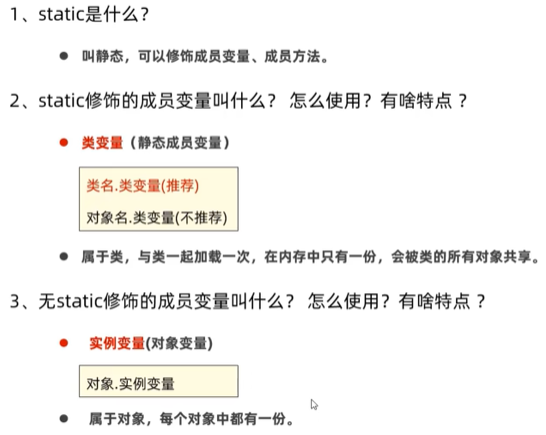 1、static是什么?
● 叫静态，可以修饰成员变量、成员方法。
2、static修饰的成员变量叫什么? 怎么使用? 有啥特点 ?
● 类变量（静态成员变量）
类名.类变量(推荐)
对象名.类变量(不推荐)
● 属于类，与类一起加载一次，在内存中只有一份，会被类的所有对象共享。
3、无static修饰的成员变量叫什么? 怎么使用? 有啥特点 ?
● 实例变量(对象变量)
对象.实例变量
● 属于对象，每个对象中都有一份。